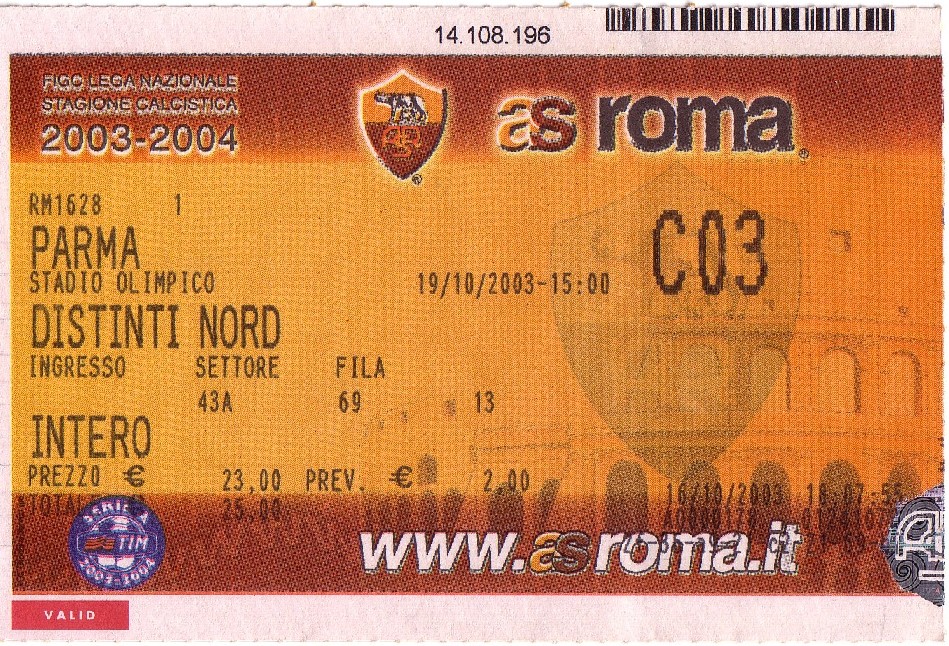 14.108.196
FIGC LEGA NAZIONALE
STAGIONE CALCISTICA
2003-2004
as roma
RM1628 1
C03
PARMA
STADIO OLIMPICO 19/10/2003-15:00
DISTINTI NORD
INGRESSO SETTORE FILA
43A 69 13
INTERO
PREZZO € 23,00 PREV. € 2,00
16/10/2003
SERIE A
TIM
2003-2004
www.asroma.it
VALID